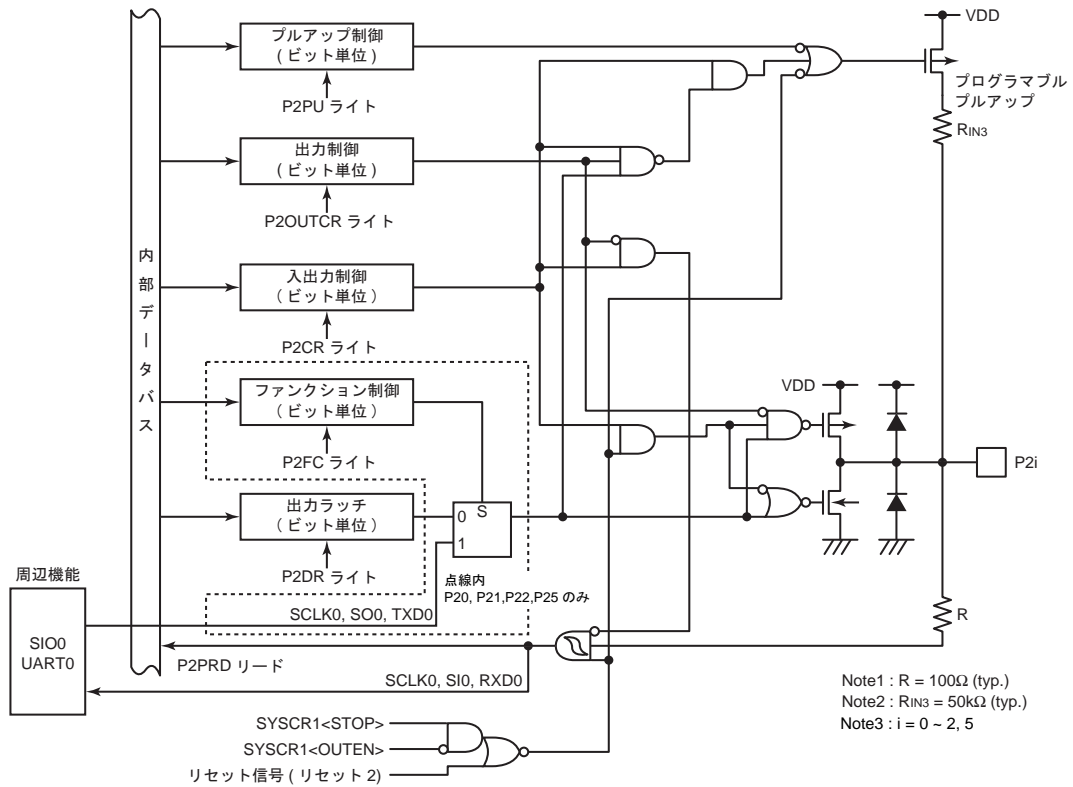 VDD
プルアップ制御
( ビット単位 )
P2PU ライト
プログラマブル
プルアップ
RIN3
出力制御
( ビット単位 )
P2OUTCR ライト
内部データバス
入出力制御
( ビット単位 )
P2CR ライト
ファンクション制御
( ビット単位 )
P2FC ライト
VDD
P2i
出力ラッチ
( ビット単位 )
P2DR ライト
0
S
1
点線内
P20, P21,P22,P25 のみ
周辺機能
SIO0
UART0
SCLK0, SO0, TXD0
R
P2PRD リード
SCLK0, SI0, RXD0
Note1 : R = 100Ω (typ.)
Note2 : RIN3 = 50kΩ (typ.)
Note3 : i = 0 ~ 2, 5
SYSCR1<STOP>
SYSCR1<OUTEN>
リセット信号 ( リセット 2)